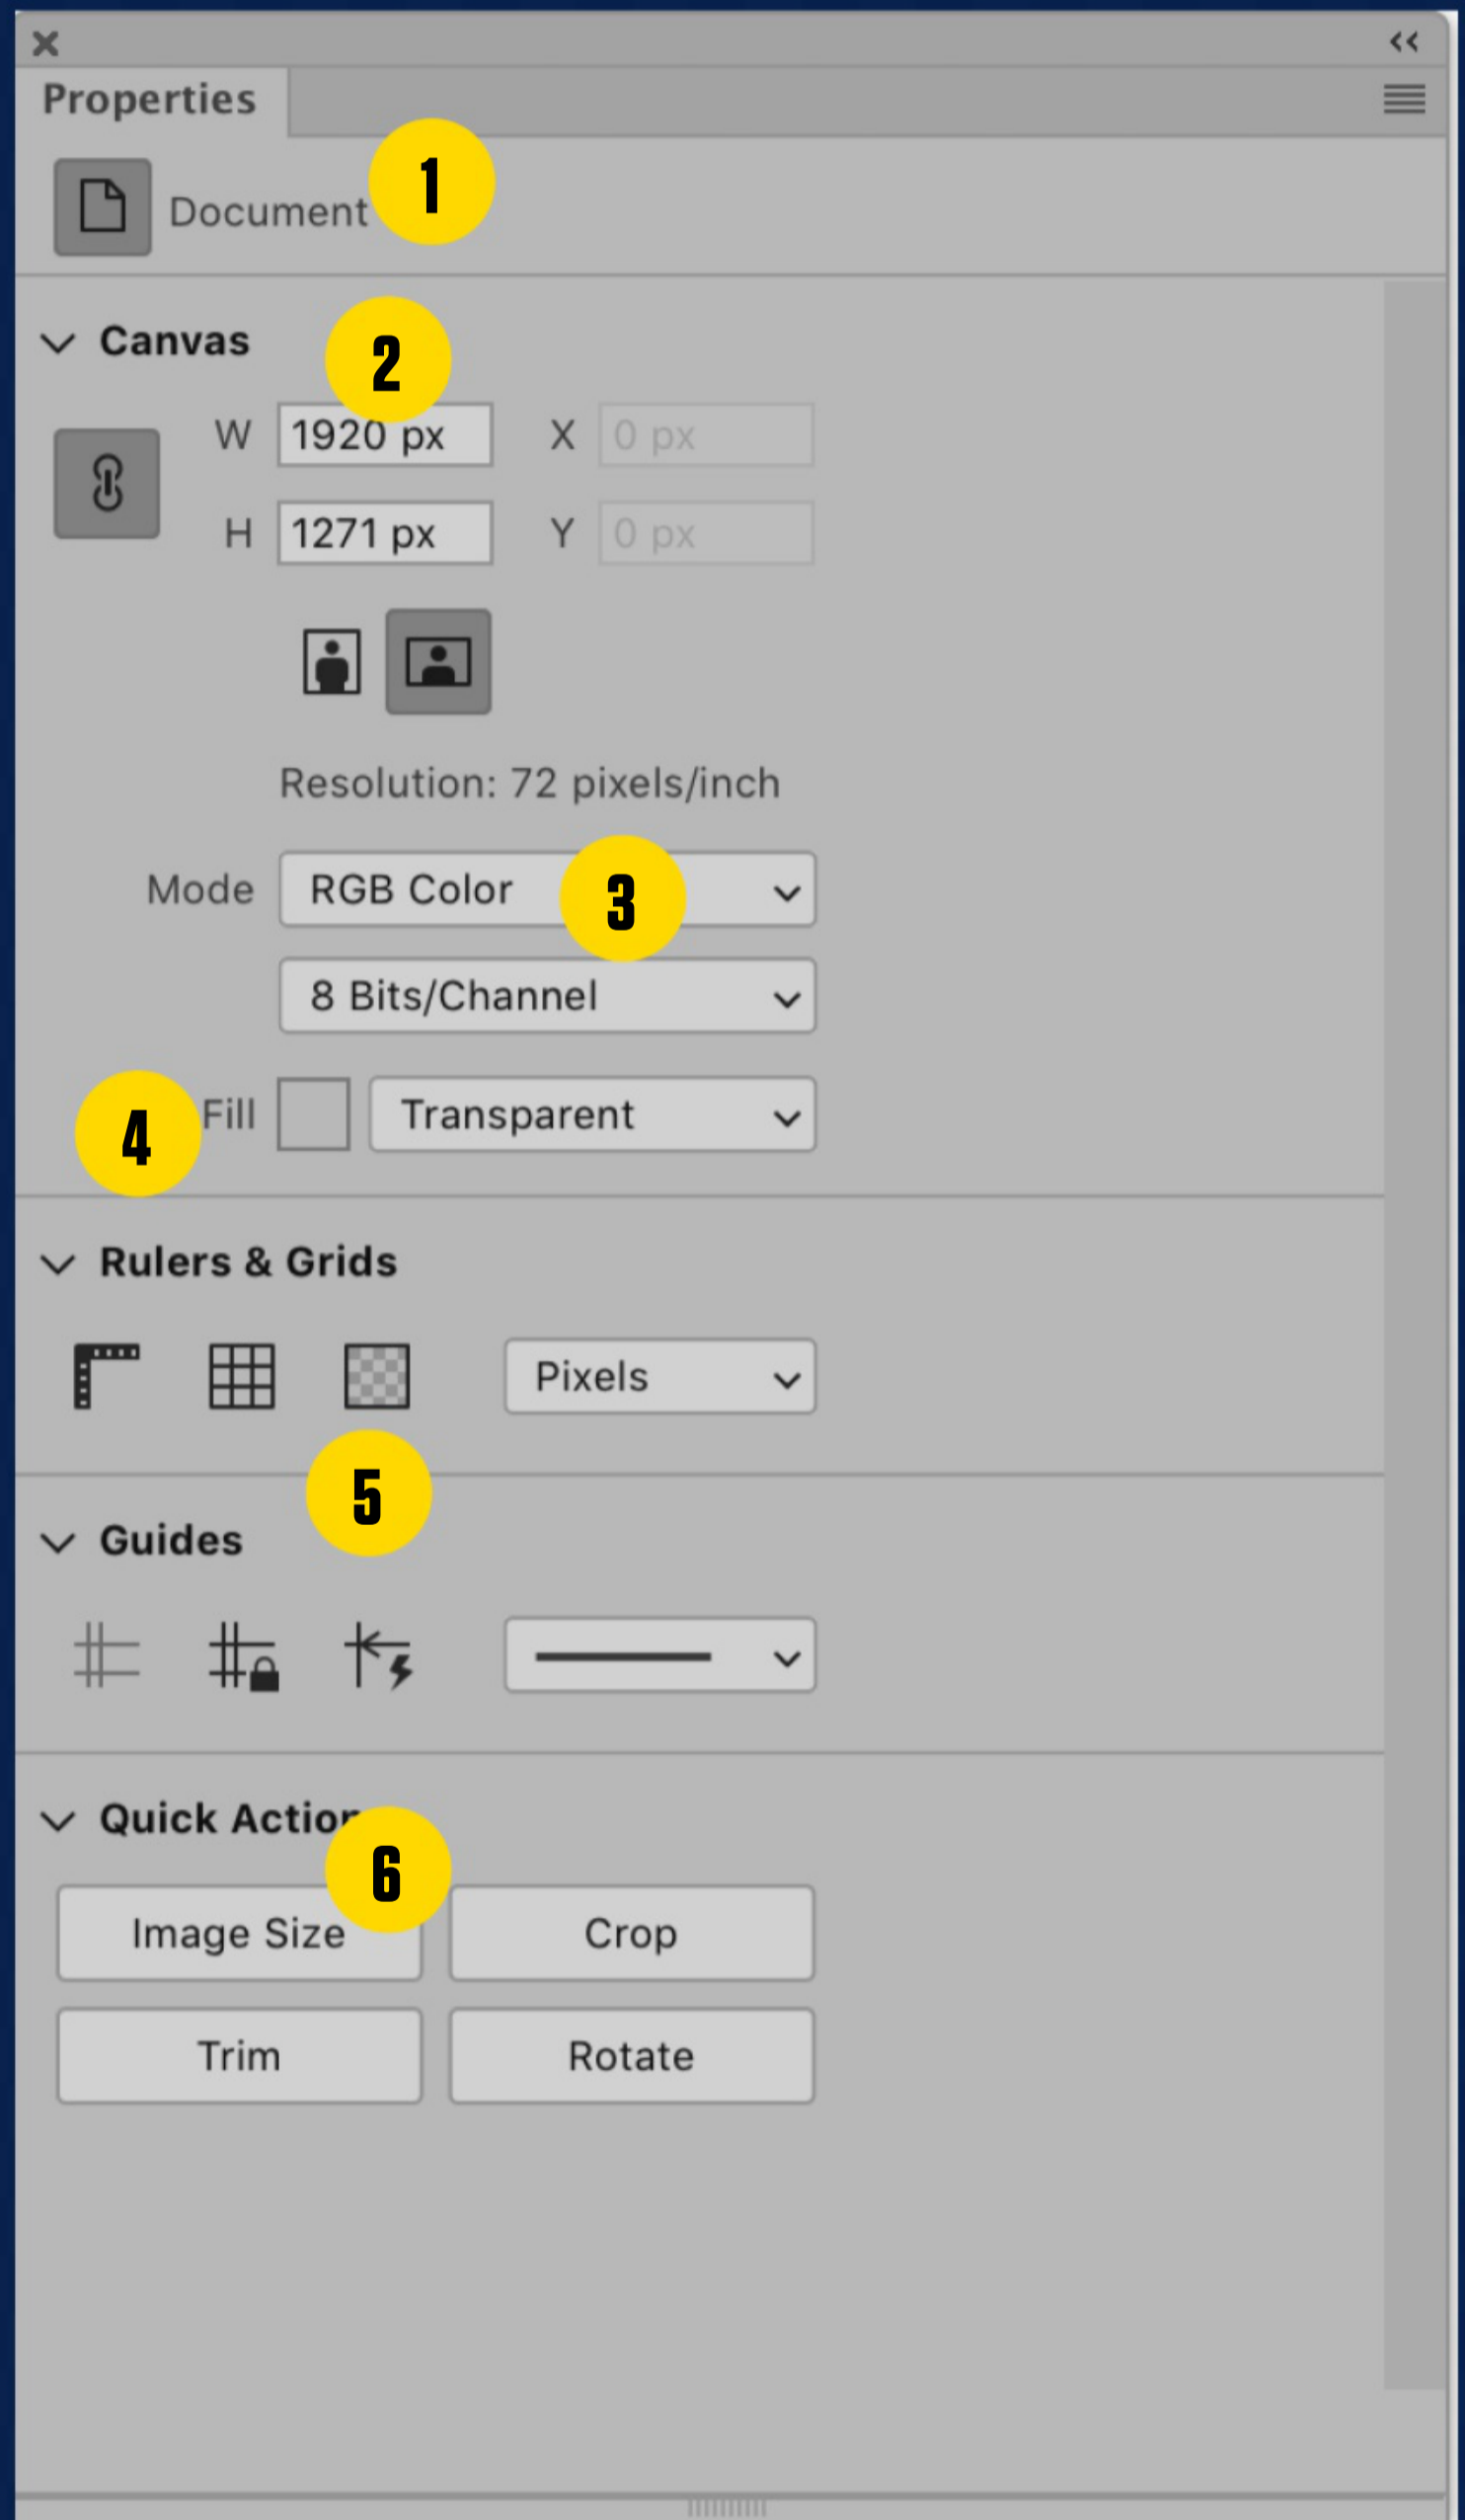 Properties
Document 1
Canvas 2
W 1920 px X 0 px
H 1271 px Y 0 px
Resolution: 72 pixels/inch
Mode RGB Color 3
8 Bits/Channel
4 Fill Transparent
Rulers & Grids
Pixels
5
Guides
Quick
6
Image Size Crop
Trim Rotate